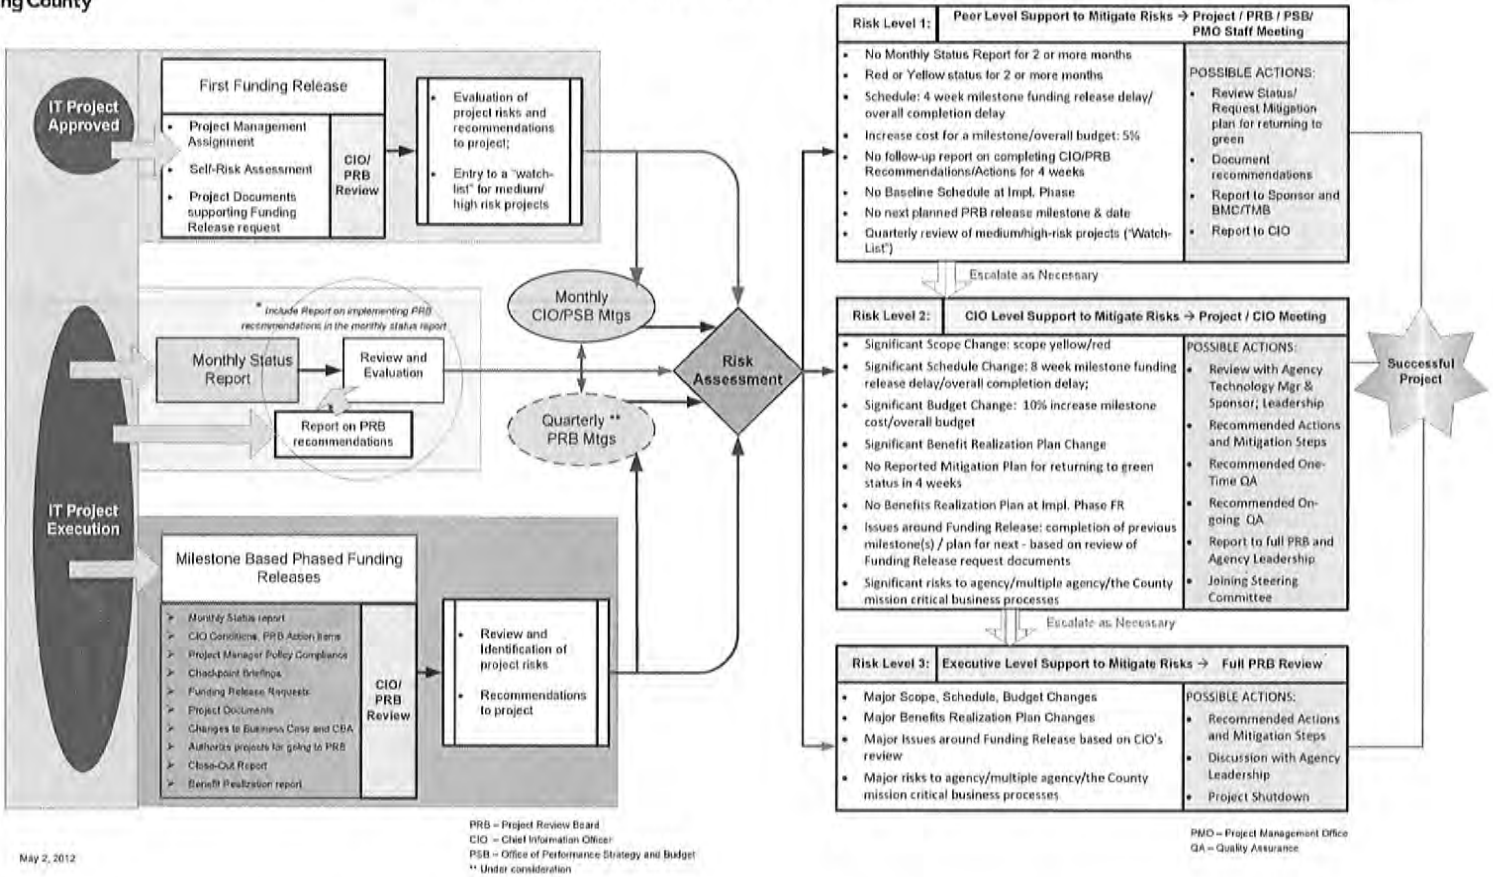 ng County
IT Project
Approved
First Funding Release
• Project Management
Assignment
• Self-Risk Assessment
• Project Documents
supporting Funding
Release request
CIO/
PRB
Review
• Evaluation of
project risks and
recommendations
to project;
• Entry to a "watch-
list" for medium/
high risk projects
* Include Report on implementing PRB
recommendations in the monthly status report
Monthly Status
Report
Review and
Evaluation
Report on PRB
recommendations
IT Project
Execution
Monthly
CIO/PSB Mtgs
Quarterly **
PRB Mtgs
Risk
Assessment
Milestone Based Phased Funding
Releases
➢ Monthly Status report
➢ CIO Conditions, PRB Action Items
➢ Project Manager Policy Compliance
➢ Checkpoint Briefings
➢ Funding Release Requests
➢ Project Documents
➢ Changes to Business Case and CBA
➢ Authorize projects for going to PRB
➢ Close-Out Report
➢ Benefit Realization report
CIO/
PRB
Review
• Review and
Identification of
project risks
• Recommendations
to project
Risk Level 1:
Peer Level Support to Mitigate Risks → Project / PRB / PSB/
PMO Staff Meeting
• No Monthly Status Report for 2 or more months
• Red or Yellow status for 2 or more months
• Schedule: 4 week milestone funding release delay/
overall completion delay
• Increase cost for a milestone/overall budget: 5%
• No follow-up report on completing CIO/PRB
Recommendations/Actions for 4 weeks
• No Baseline Schedule at Impl. Phase
• No next planned PRB release milestone & date
• Quarterly review of medium/high-risk projects ("Watch-
List")
POSSIBLE ACTIONS:
• Review Status/
Request Mitigation
plan for returning to
green
• Document
recommendations
• Report to Sponsor and
BMC/TMB
• Report to CIO
Escalate as Necessary
Risk Level 2:
CIO Level Support to Mitigate Risks → Project / CIO Meeting
• Significant Scope Change: scope yellow/red
• Significant Schedule Change: 8 week milestone funding
release delay/overall completion delay;
• Significant Budget Change: 10% increase milestone
cost/overall budget
• Significant Benefit Realization Plan Change
• No Reported Mitigation Plan for returning to green
status in 4 weeks
• No Benefits Realization Plan at Impl. Phase FR
• Issues around Funding Release: completion of previous
milestone(s) / plan for next - based on review of
Funding Release request documents
• Significant risks to agency/multiple agency/the County
mission critical business processes
POSSIBLE ACTIONS:
• Review with Agency
Technology Mgr &
Sponsor; Leadership
• Recommended Actions
and Mitigation Steps
• Recommended One-
Time QA
• Recommended On-
going QA
• Report to full PRB and
Agency Leadership
• Joining Steering
Committee
Escalate as Necessary
Risk Level 3:
Executive Level Support to Mitigate Risks → Full PRB Review
• Major Scope, Schedule, Budget Changes
• Major Benefits Realization Plan Changes
• Major Issues around Funding Release based on CIO's
review
• Major risks to agency/multiple agency/the County
mission critical business processes
POSSIBLE ACTIONS:
• Recommended Actions
and Mitigation Steps
• Discussion with Agency
Leadership
• Project Shutdown
Successful
Project
PRB – Project Review Board
CIO – Chief Information Officer
PSB – Office of Performance Strategy and Budget
** Under consideration
PMO – Project Management Office
QA – Quality Assurance
May 2, 2012